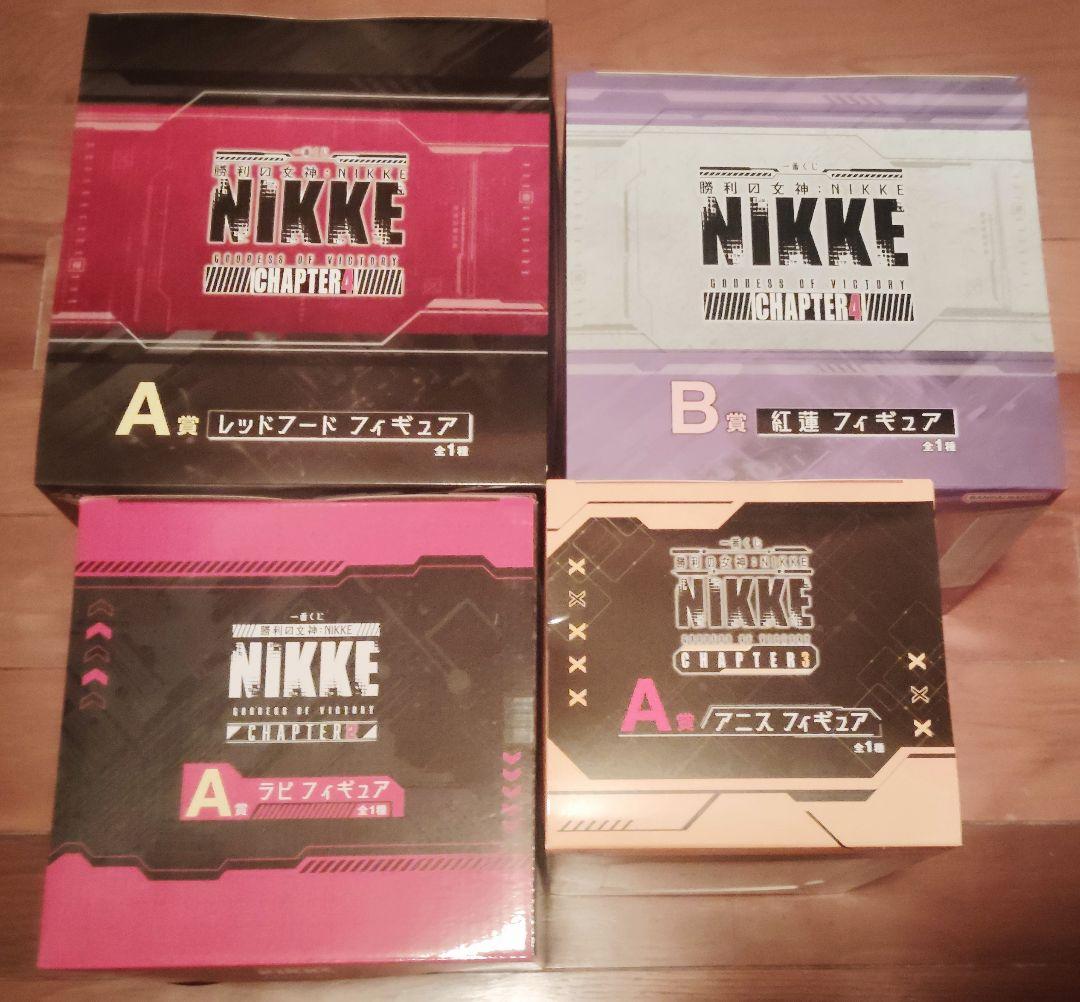 一番くじ
勝利の女神:NIKKE
NIKKE
GODDESS OF VICTORY
CHAPTER4
A賞 レッドフード フィギュア
全1種
一番くじ
勝利の女神:NIKKE
NIKKE
GODDESS OF VICTORY
CHAPTER4
B賞 紅蓮 フィギュア
全1種
一番くじ
勝利の女神:NIKKE
NIKKE
GODDESS OF VICTORY
CHAPTER2
A賞 ラピ フィギュア
全1種
一番くじ
勝利の女神:NIKKE
NIKKE
GODDESS OF VICTORY
CHAPTER3
A賞 アニス フィギュア
全1種